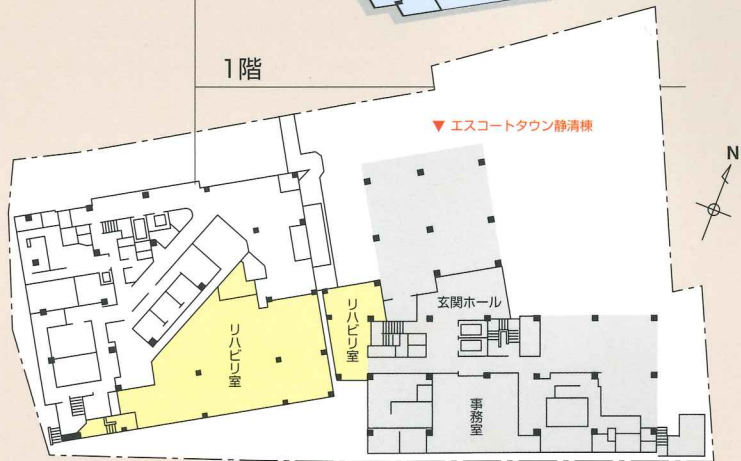 1階
▼ エスコートタウン静清棟
N
玄関ホール
リハビリ室
リハビリ室
事務室